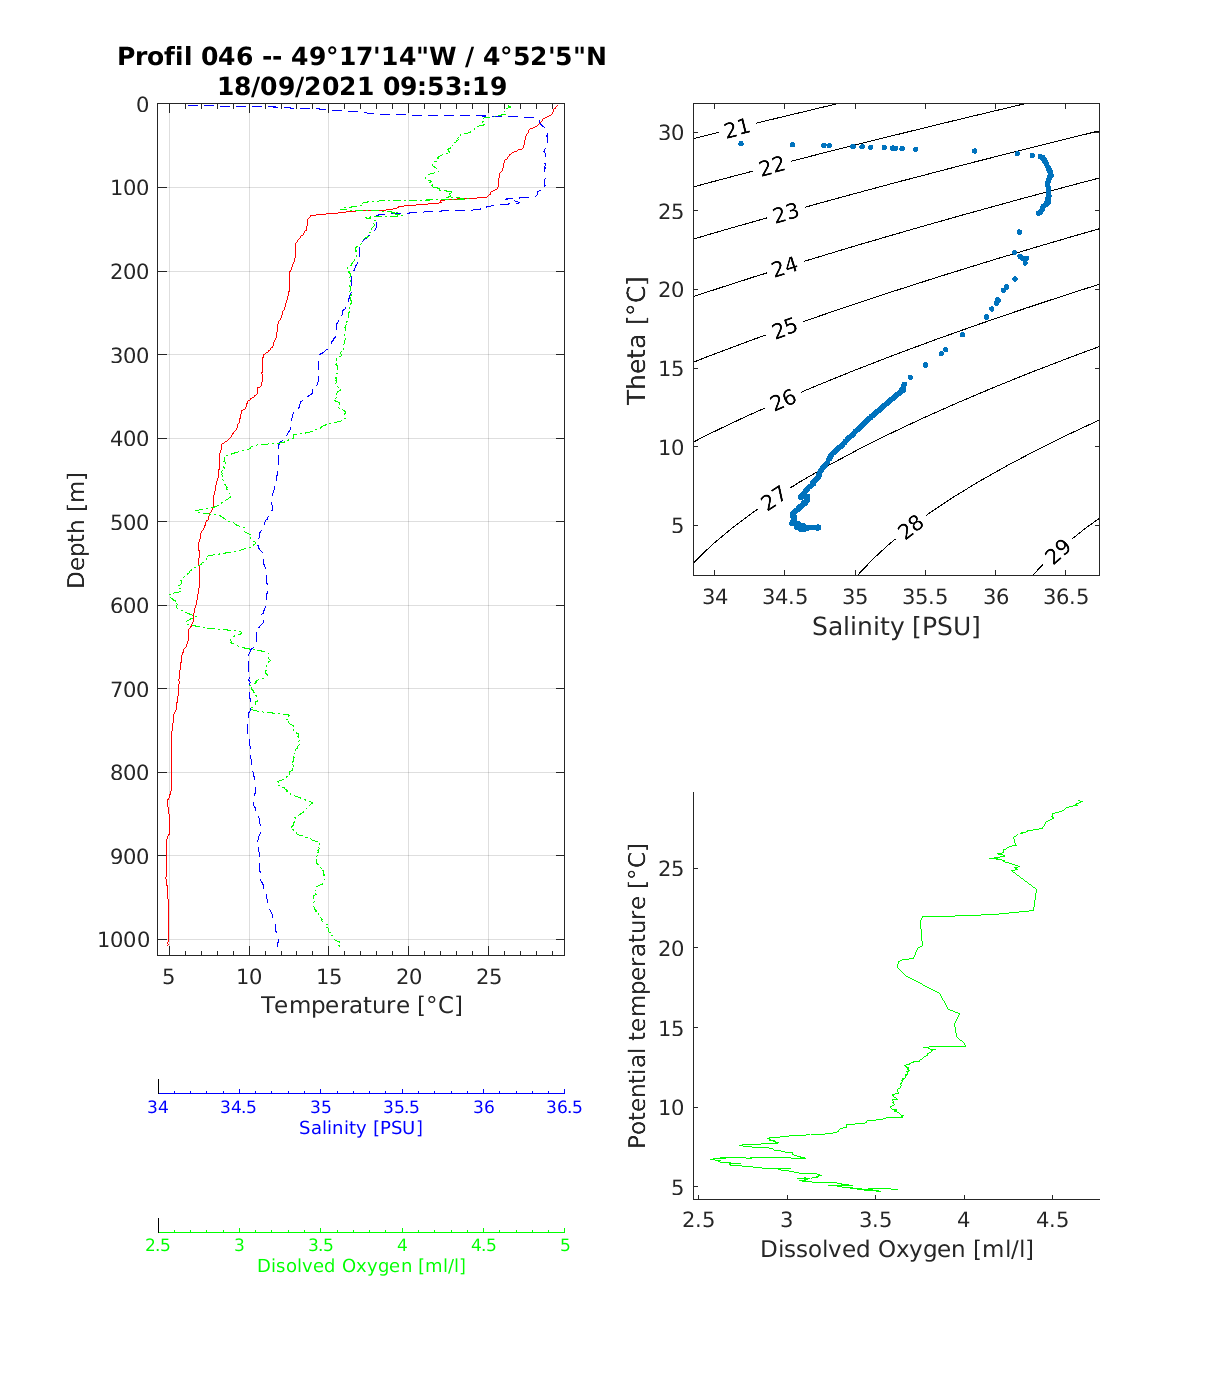 Profil 046 -- 49°17'14"W / 4°52'5"N
18/09/2021 09:53:19
0
100
200
300
400
500
600
700
800
900
1000
Depth [m]
5 10 15 20 25
Temperature [°C]
34 34.5 35 35.5 36 36.5
Salinity [PSU]
2.5 3 3.5 4 4.5 5
Disolved Oxygen [ml/l]
30
25
20
15
10
5
Theta [°C]
21
22
23
24
25
26
27
28
29
34 34.5 35 35.5 36 36.5
Salinity [PSU]
25
20
15
10
5
Potential temperature [°C]
2.5 3 3.5 4 4.5
Dissolved Oxygen [ml/l]